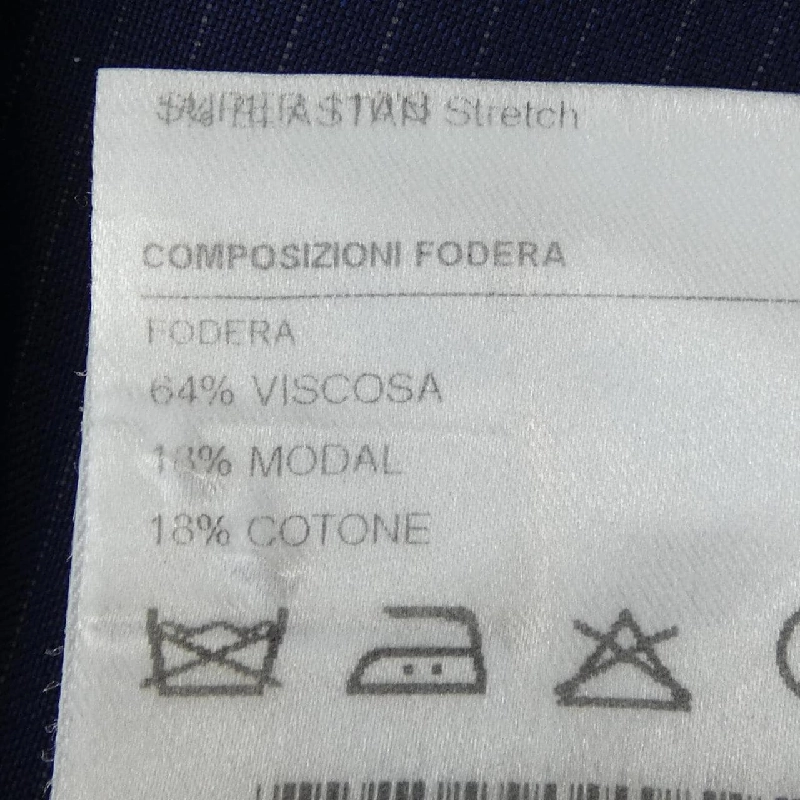 Stretch
COMPOSIZIONI FODERA
FODERA
64% VISCOSA
18% MODAL
18% COTONE